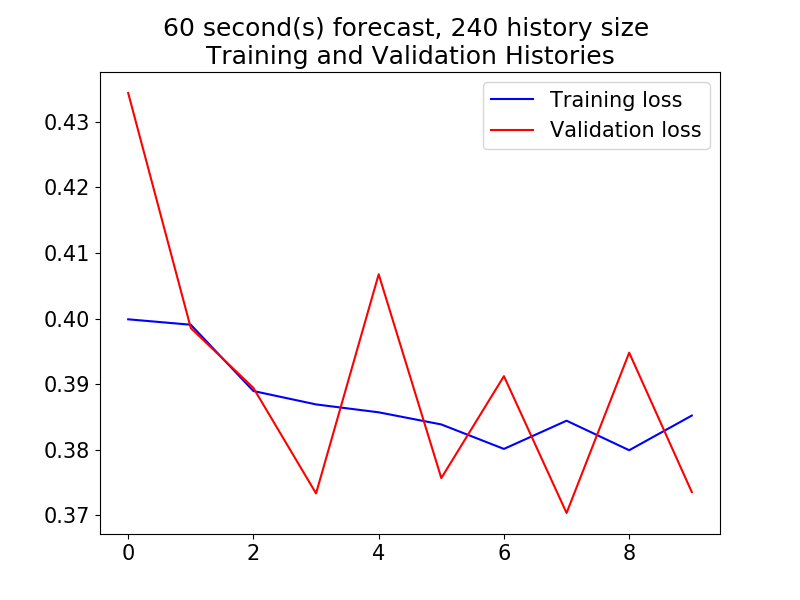 60 second(s) forecast, 240 history size
Training and Validation Histories
Training loss
Validation loss
0.43
0.42
0.41
0.40
0.39
0.38
0.37
0 2 4 6 8